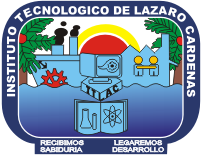 INSTITUTO TECNOLOGICO DE LAZARO CARDENAS
ITLAC
RECIBIMOS LEGAREMOS
SABIDURIA DESARROLLO